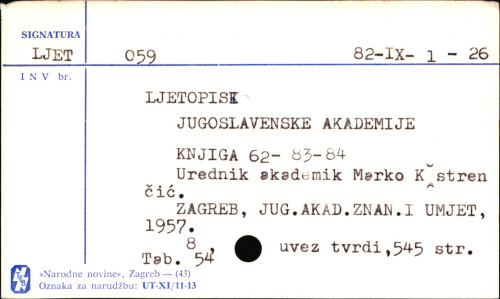 SIGNATURA
LJET 059 82-IX- 1 - 26
I N V br.
LJETOPIS
JUGOSLAVENSKE AKADEMIJE
KNJIGA 62- 83-84
Urednik akademik Marko Kostren
čić.
ZAGREB, JUG.AKAD.ZNAN.I UMJET,
1957.
8, uvez tvrdi,545 str.
Tab. 54
»Narodne novine«, Zagreb — (43)
Oznaka za narudžbu: UT-XI/11-13